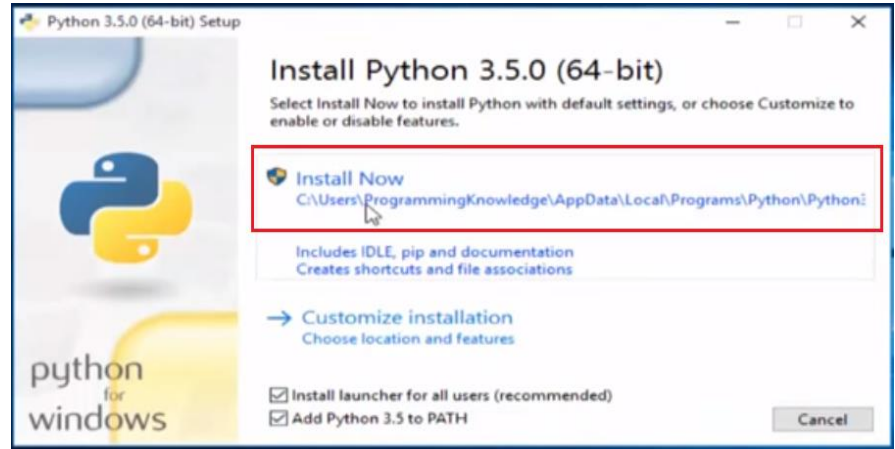 Python 3.5.0 (64-bit) Setup
Install Python 3.5.0 (64-bit)
Select Install Now to install Python with default settings, or choose Customize to
enable or disable features.
Install Now
C:\Users\ProgrammingKnowledge\AppData\Local\Programs\Python\Python3
Includes IDLE, pip and documentation
Creates shortcuts and file associations
Customize installation
Choose location and features
Install launcher for all users (recommended)
Add Python 3.5 to PATH
Cancel
python
for
windows